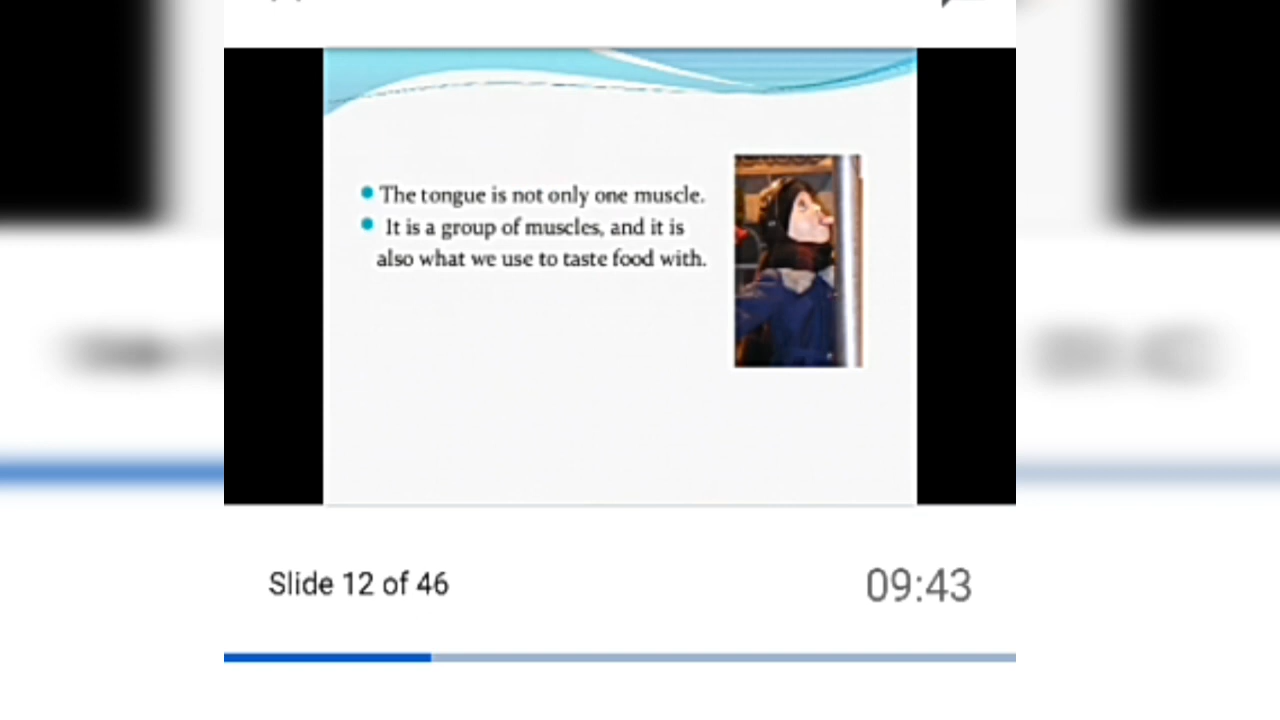 The tongue is not only one muscle.
It is a group of muscles, and it is
also what we use to taste food with.
Slide 12 of 46
09:43